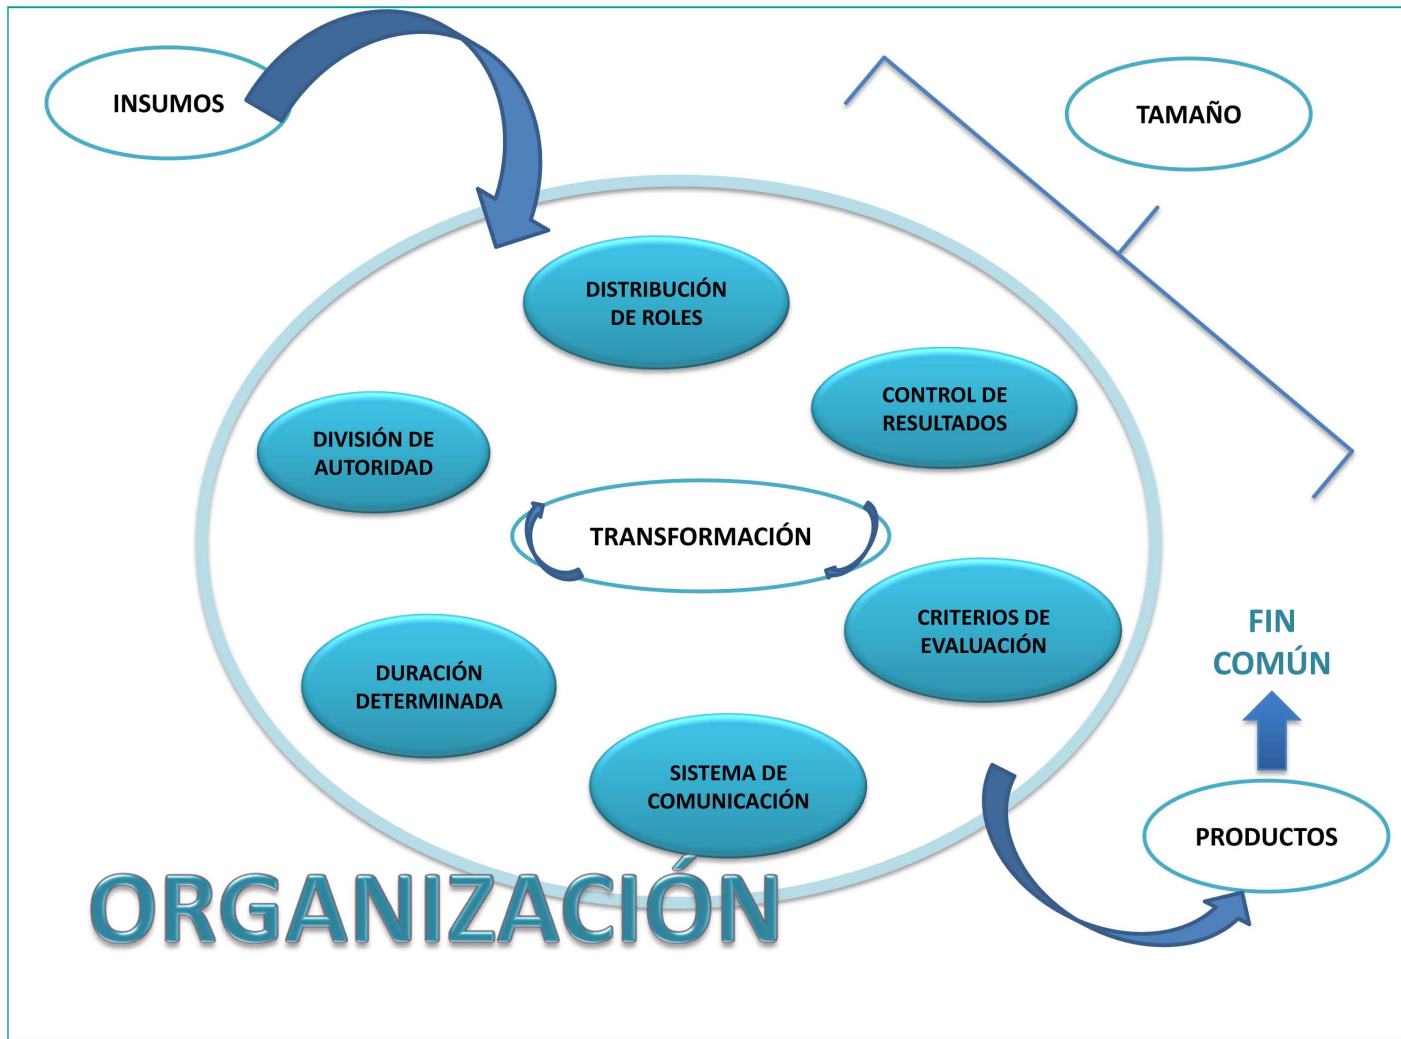 INSUMOS
TAMAÑO
DISTRIBUCIÓN
DE ROLES
CONTROL DE
RESULTADOS
DIVISIÓN DE
AUTORIDAD
TRANSFORMACIÓN
CRITERIOS DE
EVALUACIÓN
FIN
COMÚN
DURACIÓN
DETERMINADA
SISTEMA DE
COMUNICACIÓN
PRODUCTOS
ORGANIZACIÓN